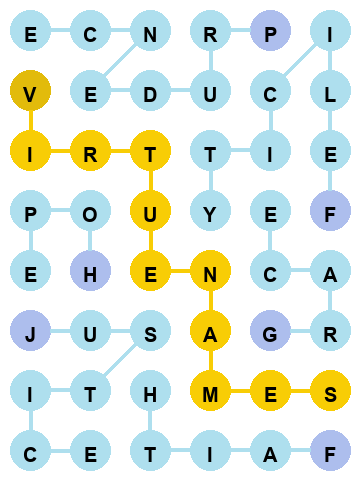 E C N R P I
V E D U C L
I R T T I E
P O U Y E F
E H E N C A
J U S A G R
I T H M E S
C E T I A F